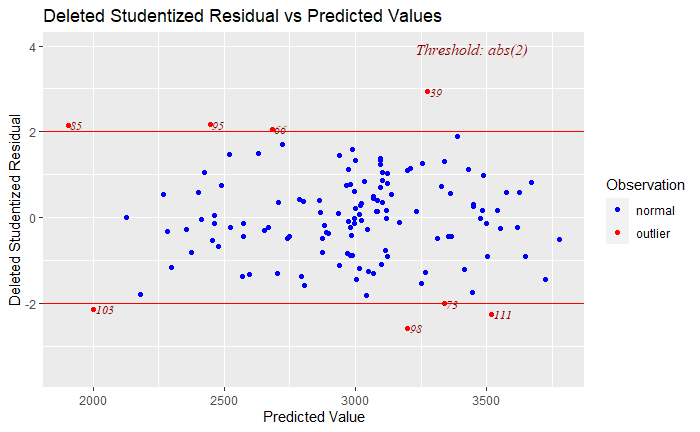 Deleted Studentized Residual vs Predicted Values
Threshold: abs(2)
4
39
85
95
66
2
Deleted Studentized Residual
0
Observation
normal
outlier
-2
103
73
111
98
2000
2500
3000
3500
Predicted Value